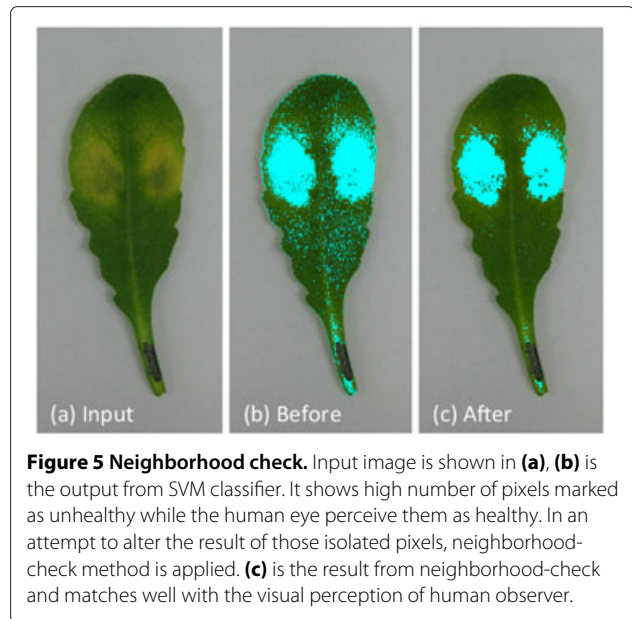 (a) Input
(b) Before
(c) After
Figure 5 Neighborhood check. Input image is shown in (a), (b) is
the output from SVM classifier. It shows high number of pixels marked
as unhealthy while the human eye perceive them as healthy. In an
attempt to alter the result of those isolated pixels, neighborhood-
check method is applied. (c) is the result from neighborhood-check
and matches well with the visual perception of human observer.